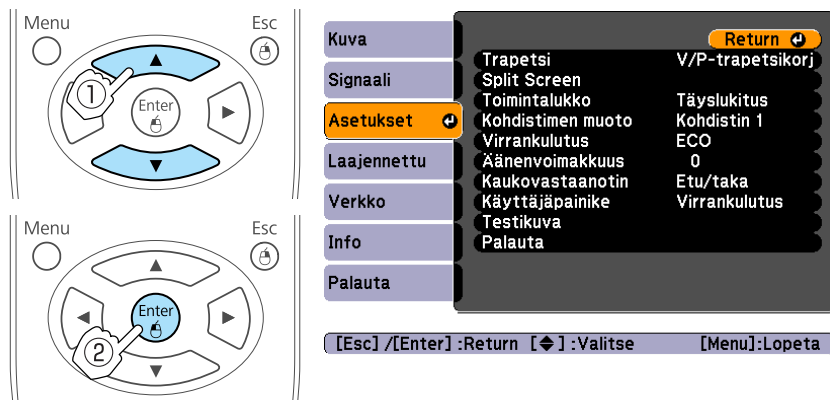 Menu Esc
1
Enter
Menu Esc
Enter
2
Kuva
Signaali
Asetukset
Laajennettu
Verkko
Info
Palauta
Return
Trapetsi V/P-trapetsikorj
Split Screen
Toimintalukko Täyslukitus
Kohdistimen muoto Kohdistin 1
Virrankulutus ECO
Äänenvoimakkuus 0
Kaukovastaanotin Etu/taka
Käyttäjäpainike Virrankulutus
Testikuva
Palauta
[Esc] /[Enter] :Return [◆] :Valitse [Menu]:Lopeta